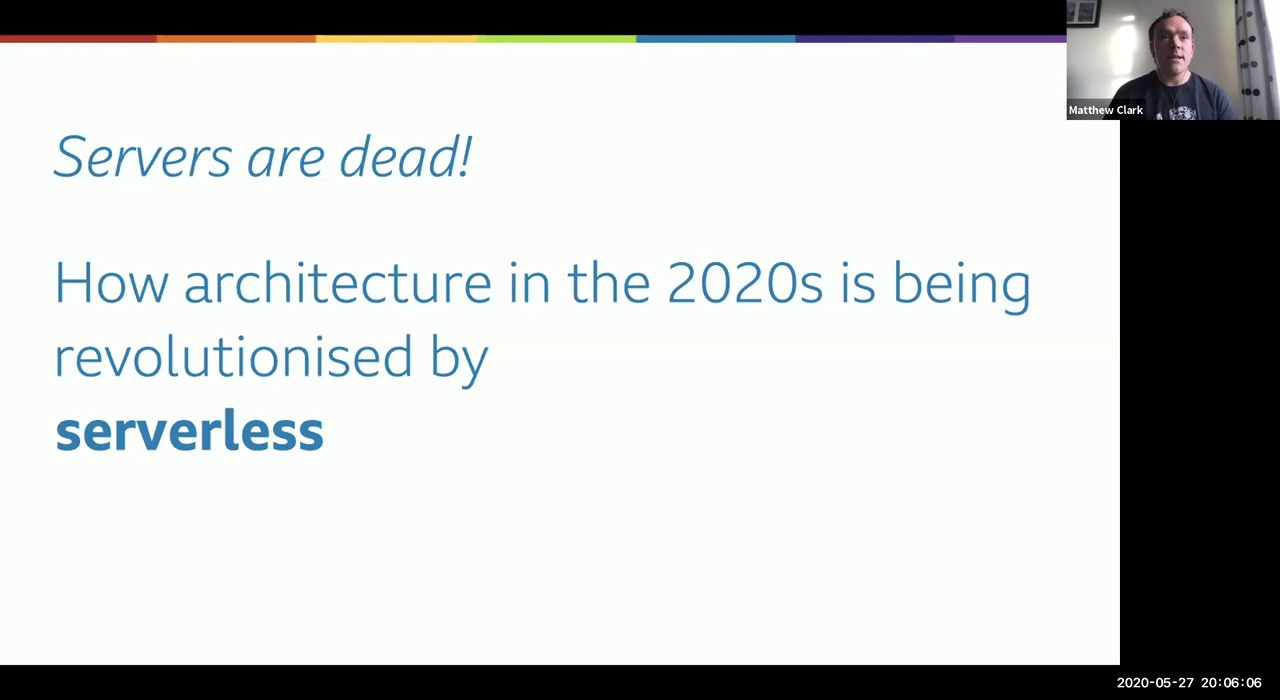 Matthew Clark
Servers are dead!
How architecture in the 2020s is being
revolutionised by
serverless
2020-05-27 20:06:06